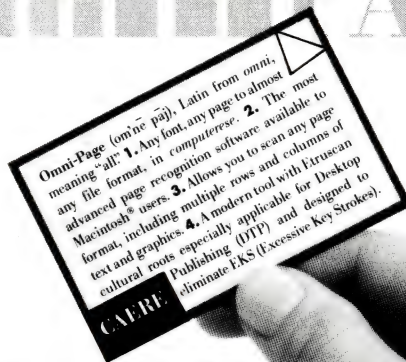 A
Omni-Page (om'nē pāj), Latin from omni,
meaning "all" 1. Any font, any page to almost
any file format, in computerese. 2. The most
advanced page recognition software available to
Macintosh® users. 3. Allows you to scan any page
format, including multiple rows and columns of
text and graphics. 4. A modern tool with Etruscan
cultural roots especially applicable for Desktop
Publishing (DTP) and designed to
eliminate EKS (Excessive Key Strokes).
CAERE